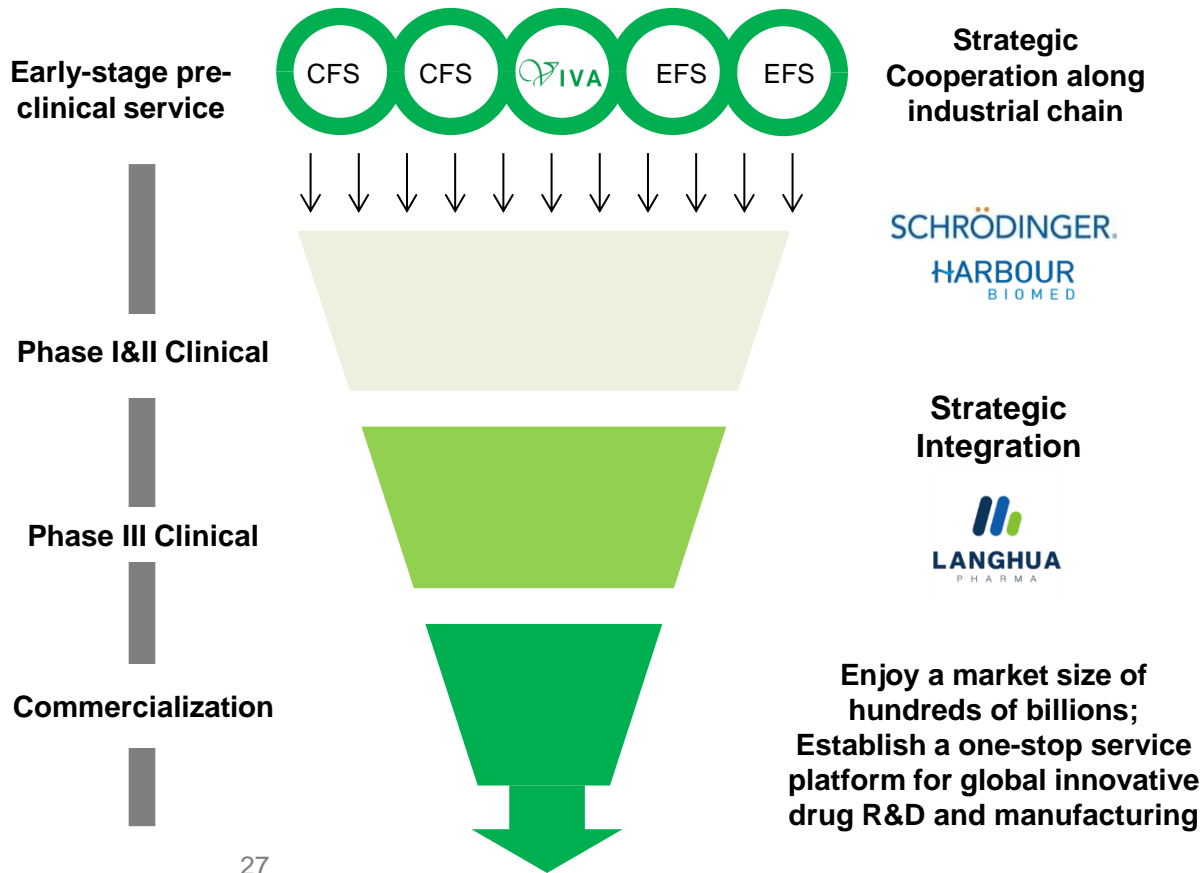 Early-stage pre-
clinical service
CFS
CFS
VIVA
EFS
EFS
Strategic
Cooperation along
industrial chain
SCHRÖDINGER.
HARBOUR
BIOMED
Phase I&II Clinical
Strategic
Integration
LANGHUA
PHARMA
Phase III Clinical
Commercialization
Enjoy a market size of
hundreds of billions;
Establish a one-stop service
platform for global innovative
drug R&D and manufacturing
27